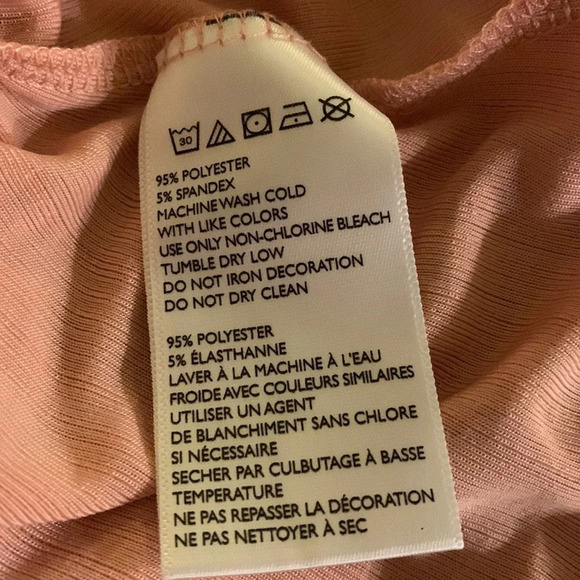 30
95% POLYESTER
5% SPANDEX
MACHINE WASH COLD
WITH LIKE COLORS
USE ONLY NON-CHLORINE BLEACH
TUMBLE DRY LOW
DO NOT IRON DECORATION
DO NOT DRY CLEAN
95% POLYESTER
5% ÉLASTHANNE
LAVER À LA MACHINE À L'EAU
FROIDE AVEC COULEURS SIMILAIRES
UTILISER UN AGENT
DE BLANCHIMENT SANS CHLORE
SI NÉCESSAIRE
SECHER PAR CULBUTAGE À BASSE
TEMPERATURE
NE PAS REPASSER LA DÉCORATION
NE PAS NETTOYER À SEC